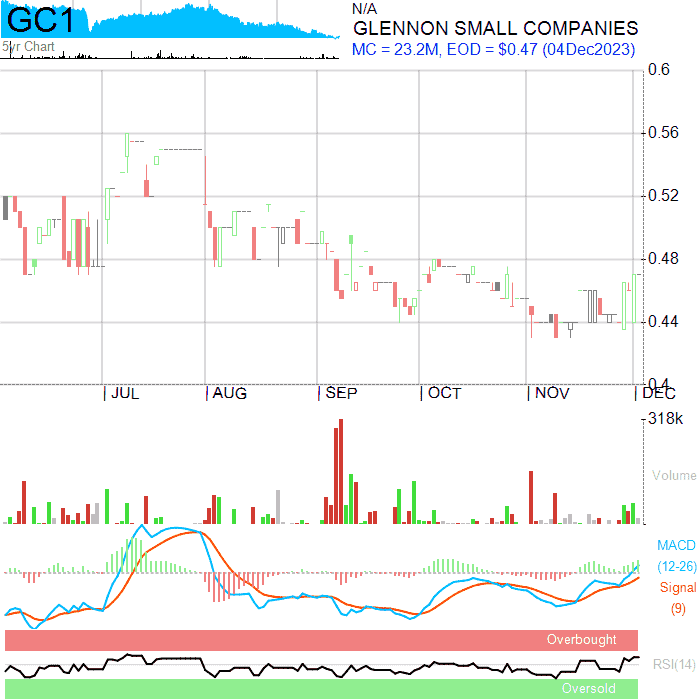 GC1
5yr Chart
N/A
GLENNON SMALL COMPANIES
MC = 23.2M, EOD = $0.47 (04Dec2023)
0.6
0.56
0.52
0.48
0.44
0.4
JUL AUG SEP OCT NOV DEC
318k
Volume
MACD
(12-26)
Signal
(9)
Overbought
RSI(14)
Oversold